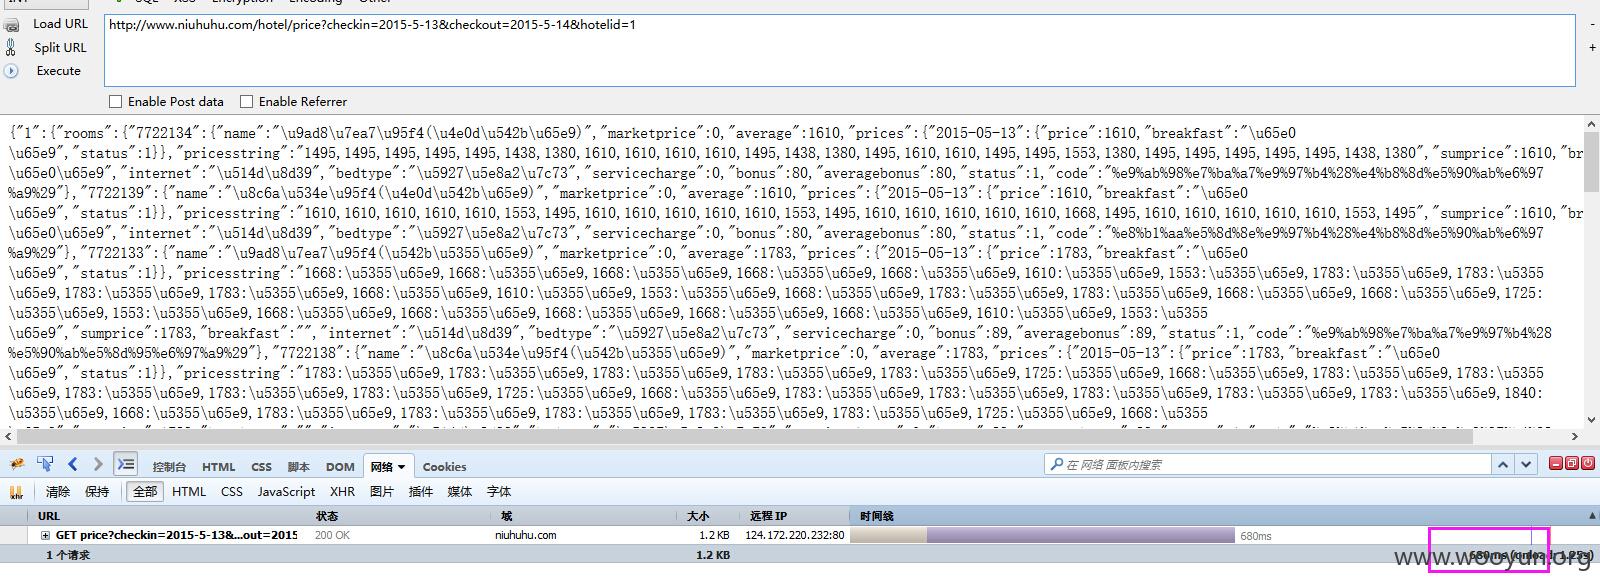 SQL XSS Encryption Encoding Other
Load URL
Split URL
Execute
http://www.niuhuhu.com/hotel/price?checkin=2015-5-13&checkout=2015-5-14&hotelid=1
Enable Post data Enable Referrer
{"1":{"rooms":{"7722134":{"name":"\u9ad8\u7ea7\u95f4(\u4e0d\u542b\u65e9)","marketprice":0,"average":1610,"prices":{"2015-05-13":{"price":1610,"breakfast":"\u65e0
\u65e9","status":1}},"pricesstring":"1495,1495,1495,1495,1438,1380,1610,1610,1610,1610,1495,1438,1380,1495,1610,1610,1495,1495,1553,1380,1495,1495,1495,1495,1495,1438,1380","sumprice":1610,"br
\u65e0\u65e9","internet":"\u514d\u8d39","bedtype":"\u5927\u5e8a2\u7c73","servicecharge":0,"bonus":80,"averagebonus":80,"status":1,"code":"%e9%ab%98%e7%ba%a7%e9%97%b4%28%e4%b8%8d%e5%90%ab%e6%97
%a9%29"},"7722139":{"name":"\u8c6a\u534e\u95f4(\u4e0d\u542b\u65e9)","marketprice":0,"average":1610,"prices":{"2015-05-13":{"price":1610,"breakfast":"\u65e0
\u65e9","status":1}},"pricesstring":"1610,1610,1610,1610,1610,1553,1495,1610,1610,1610,1610,1610,1553,1495,1610,1610,1610,1610,1668,1495,1610,1610,1610,1610,1610,1553,1495","sumprice":1610,"br
\u65e0\u65e9","internet":"\u514d\u8d39","bedtype":"\u5927\u5e8a2\u7c73","servicecharge":0,"bonus":80,"averagebonus":80,"status":1,"code":"%e8%b1%aa%e5%8d%8e%e9%97%b4%28%e4%b8%8d%e5%90%ab%e6%97
%a9%29"},"7722133":{"name":"\u9ad8\u7ea7\u95f4(\u542b\u5355\u65e9)","marketprice":0,"average":1783,"prices":{"2015-05-13":{"price":1783,"breakfast":"\u65e0
\u65e9","status":1}},"pricesstring":"1668:\u5355\u65e9,1668:\u5355\u65e9,1668:\u5355\u65e9,1668:\u5355\u65e9,1668:\u5355\u65e9,1610:\u5355\u65e9,1553:\u5355\u65e9,1783:\u5355\u65e9,1783:\u5355
\u65e9,1783:\u5355\u65e9,1783:\u5355\u65e9,1668:\u5355\u65e9,1610:\u5355\u65e9,1553:\u5355\u65e9,1668:\u5355\u65e9,1783:\u5355\u65e9,1783:\u5355\u65e9,1668:\u5355\u65e9,1668:\u5355\u65e9,1725:
\u5355\u65e9,1553:\u5355\u65e9,1668:\u5355\u65e9,1668:\u5355\u65e9,1668:\u5355\u65e9,1668:\u5355\u65e9,1668:\u5355\u65e9,1610:\u5355\u65e9,1553:\u5355
\u65e9","sumprice":1783,"breakfast":"","internet":"\u514d\u8d39","bedtype":"\u5927\u5e8a2\u7c73","servicecharge":0,"bonus":89,"averagebonus":89,"status":1,"code":"%e9%ab%98%e7%ba%a7%e9%97%b4%28
%e5%90%ab%e5%8d%95%e6%97%a9%29"},"7722138":{"name":"\u8c6a\u534e\u95f4(\u542b\u5355\u65e9)","marketprice":0,"average":1783,"prices":{"2015-05-13":{"price":1783,"breakfast":"\u65e0
\u65e9","status":1}},"pricesstring":"1783:\u5355\u65e9,1783:\u5355\u65e9,1783:\u5355\u65e9,1783:\u5355\u65e9,1783:\u5355\u65e9,1725:\u5355\u65e9,1668:\u5355\u65e9,1783:\u5355\u65e9,1783:\u5355
\u65e9,1783:\u5355\u65e9,1783:\u5355\u65e9,1783:\u5355\u65e9,1725:\u5355\u65e9,1668:\u5355\u65e9,1783:\u5355\u65e9,1783:\u5355\u65e9,1783:\u5355\u65e9,1783:\u5355\u65e9,1783:\u5355\u65e9,1840:
\u5355\u65e9,1668:\u5355\u65e9,1783:\u5355\u65e9,1783:\u5355\u65e9,1783:\u5355\u65e9,1783:\u5355\u65e9,1725:\u5355\u65e9,1668:\u5355
控制台 HTML CSS 脚本 DOM 网络 Cookies
在 网络 面板内搜索
清除 保持 全部 HTML CSS JavaScript XHR 图片 插件 媒体 字体
URL 状态 域 大小 远程 IP 时间线
GET price?checkin=2015-5-13&...out=2015 200 OK niuhuhu.com 1.2 KB 124.172.220.232:80 680ms
1 个请求 1.2 KB 680ms (onload: 1.25s)
www.wooyun.org